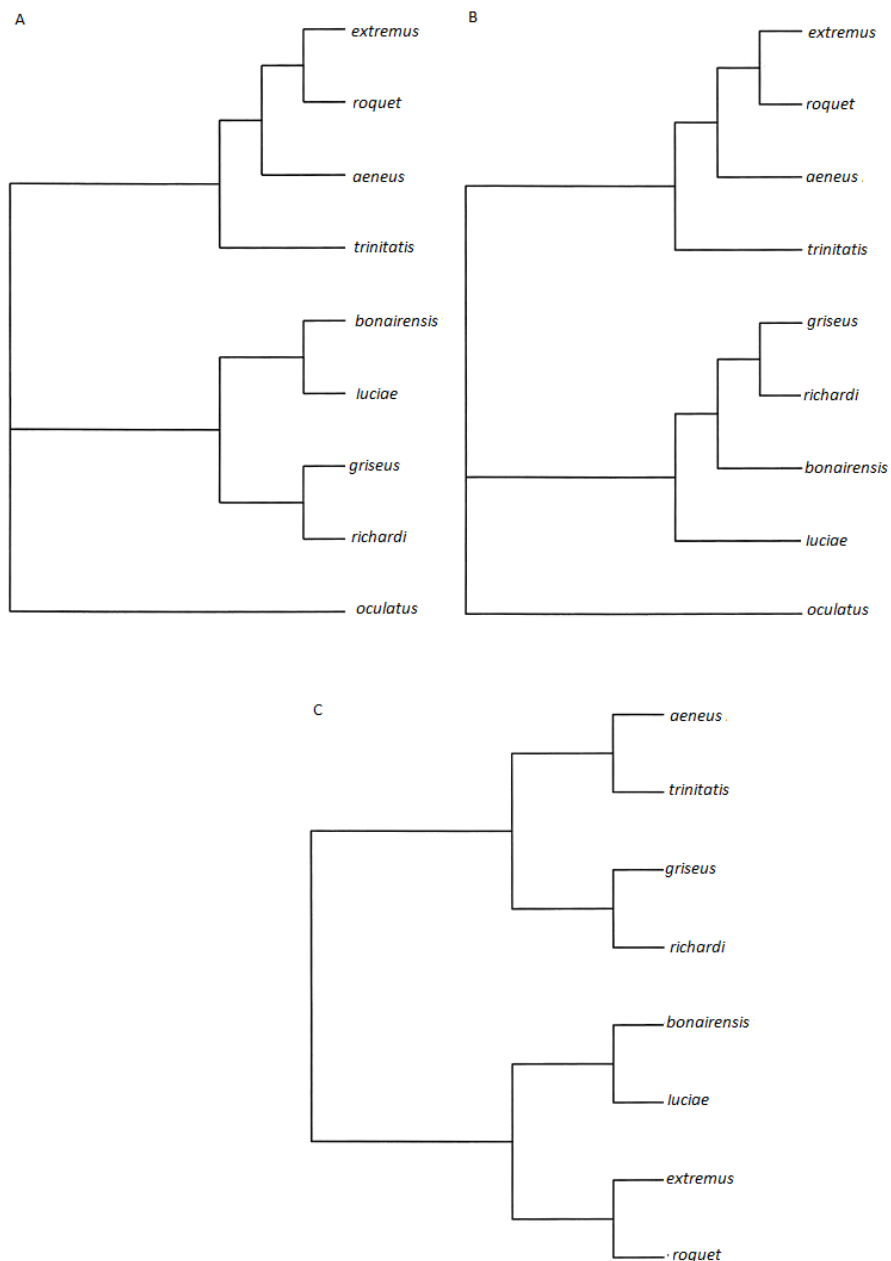 A
extremus
roquet
aeneus
trinitatis
bonairensis
luciae
griseus
richardi
oculatus
B
extremus
roquet
aeneus
trinitatis
griseus
richardi
bonairensis
luciae
oculatus
C
aeneus
trinitatis
griseus
richardi
bonairensis
luciae
extremus
roquet